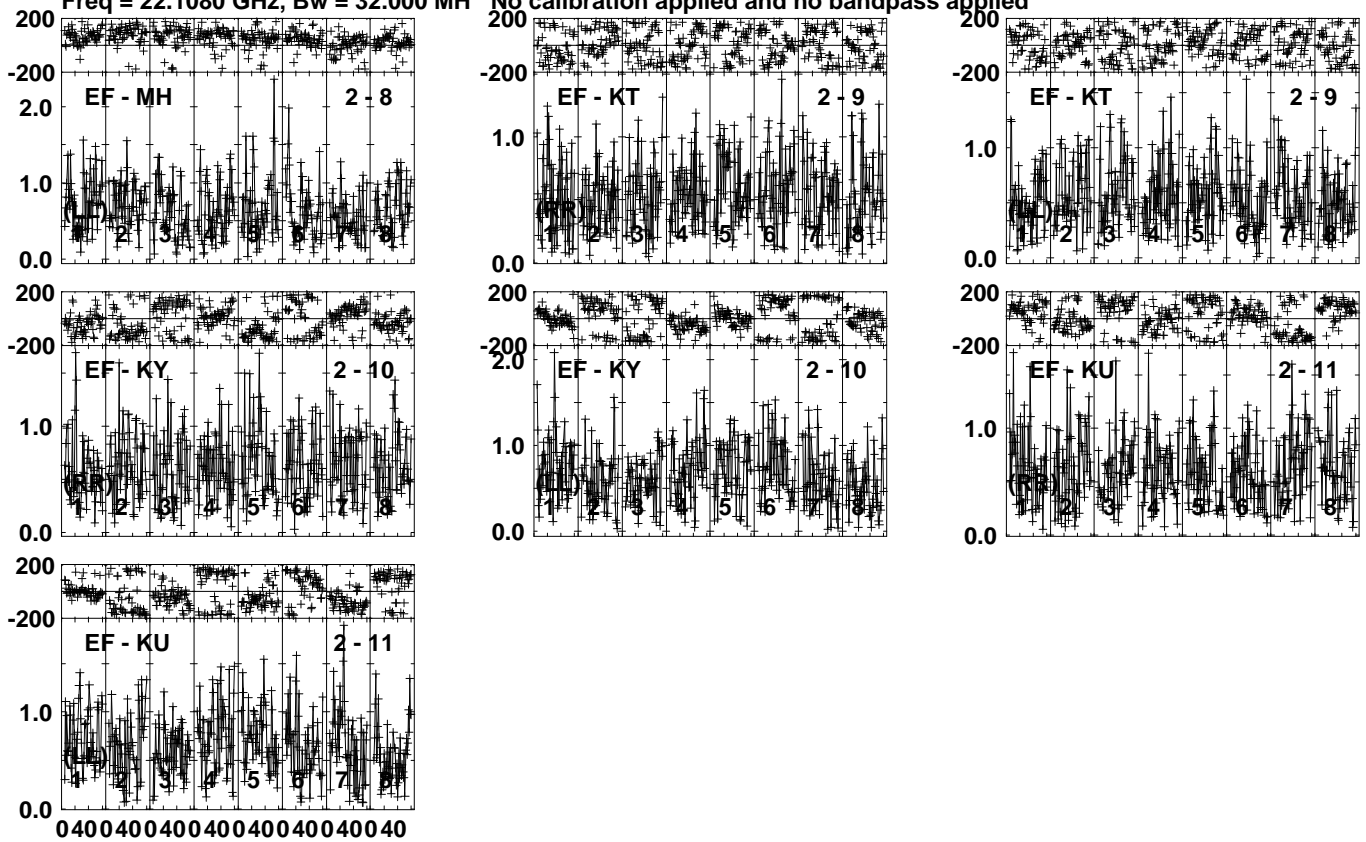 Freq = 22.1080 GHz, Bw = 32.000 MH No calibration applied and no bandpass applied
200
-200
EF - MH 2 - 8
2.0
1.0
0.0
(LL)
1 2 3 4 5 6 7 8
200
-200
EF - KT 2 - 9
1.0
0.0
(RR)
1 2 3 4 5 6 7 8
200
-200
EF - KT 2 - 9
1.0
0.0
(LL)
1 2 3 4 5 6 7 8
200
-200
EF - KY 2 - 10
1.0
0.0
(RR)
1 2 3 4 5 6 7 8
200
-200
EF - KY 2 - 10
2.0
1.0
0.0
(LL)
1 2 3 4 5 6 7 8
200
-200
EF - KU 2 - 11
1.0
0.0
(RR)
1 2 3 4 5 6 7 8
200
-200
EF - KU 2 - 11
1.0
0.0
(LL)
1 2 3 4 5 6 7 8
0 40 0 40 0 40 0 40 0 40 0 40 0 40 0 40